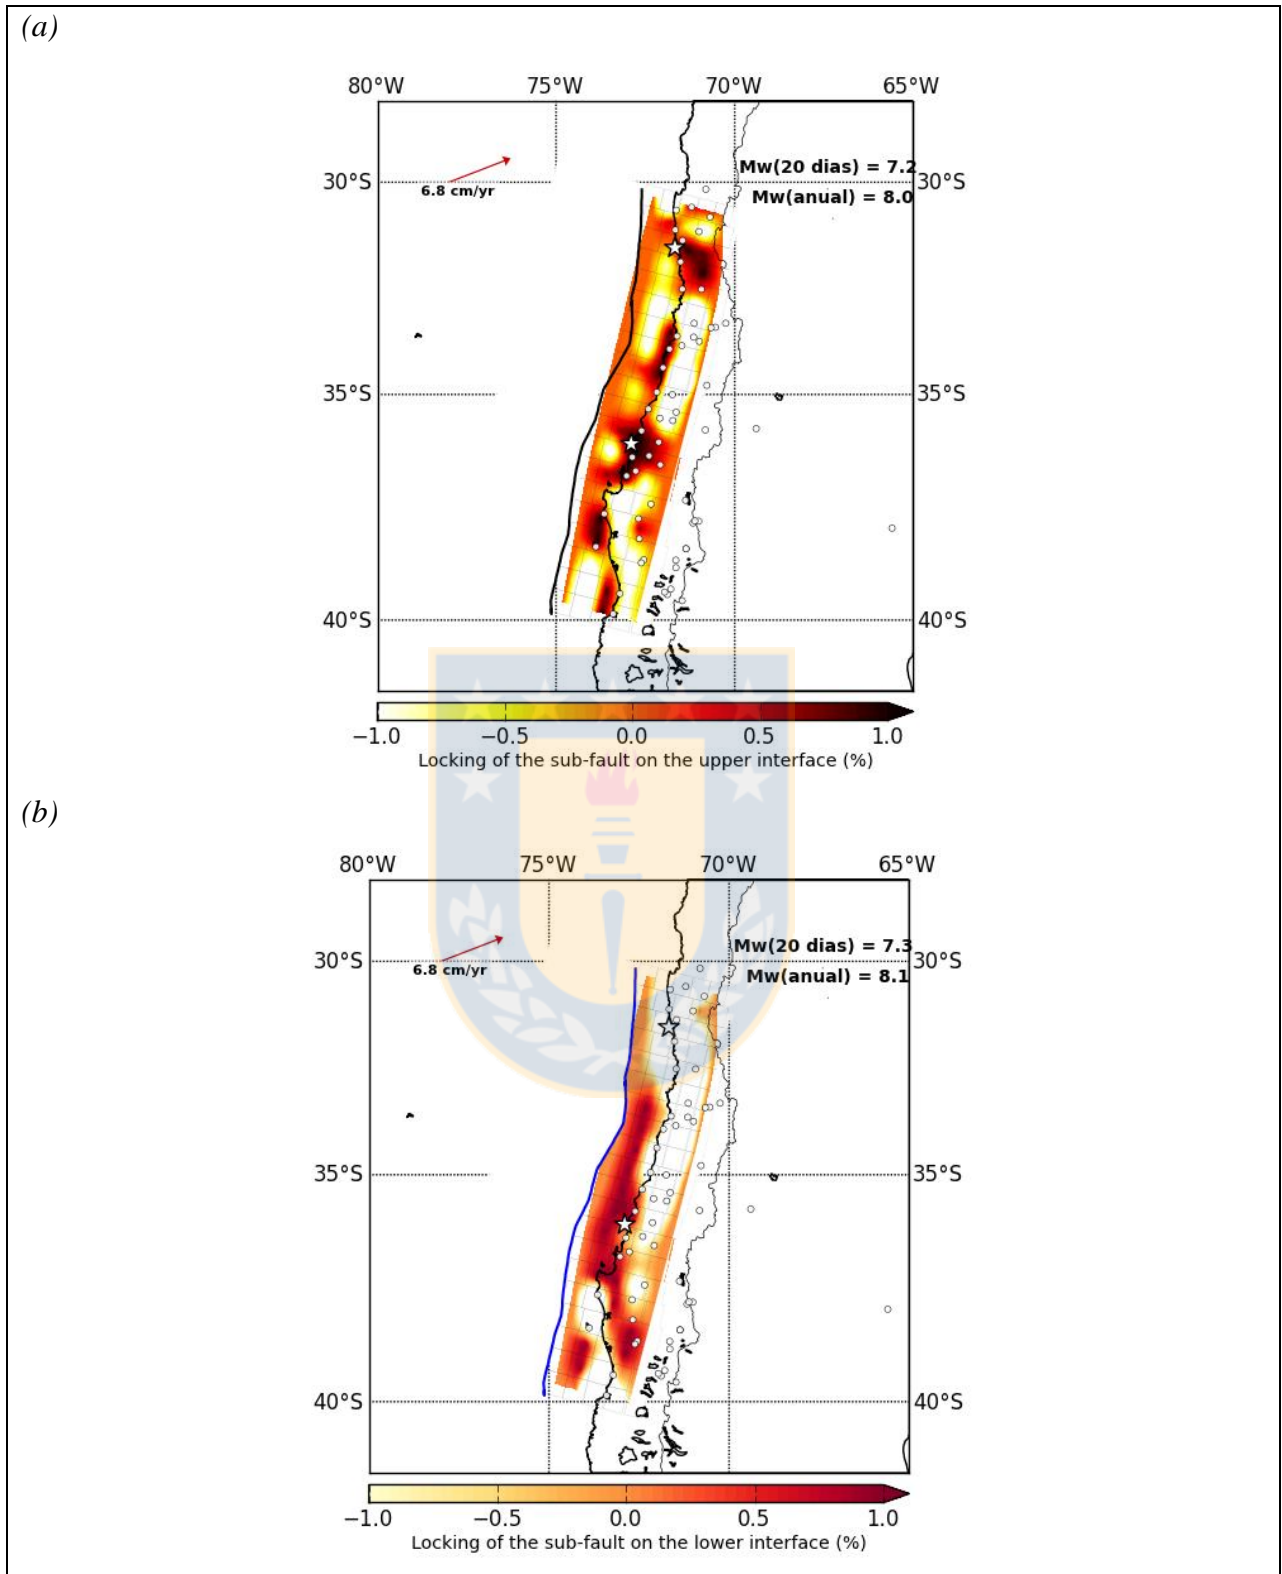 (a)
80°W 75°W 70°W 65°W
Mw(20 dias) = 7.2
30°S 30°S
6.8 cm/yr
Mw(anual) = 8.0
35°S 35°S
40°S 40°S
−1.0 −0.5 0.0 0.5 1.0
Locking of the sub-fault on the upper interface (%)
(b)
80°W 75°W 70°W 65°W
Mw(20 dias) = 7.3
30°S 30°S
6.8 cm/yr
Mw(anual) = 8.1
35°S 35°S
40°S 40°S
−1.0 −0.5 0.0 0.5 1.0
Locking of the sub-fault on the lower interface (%)